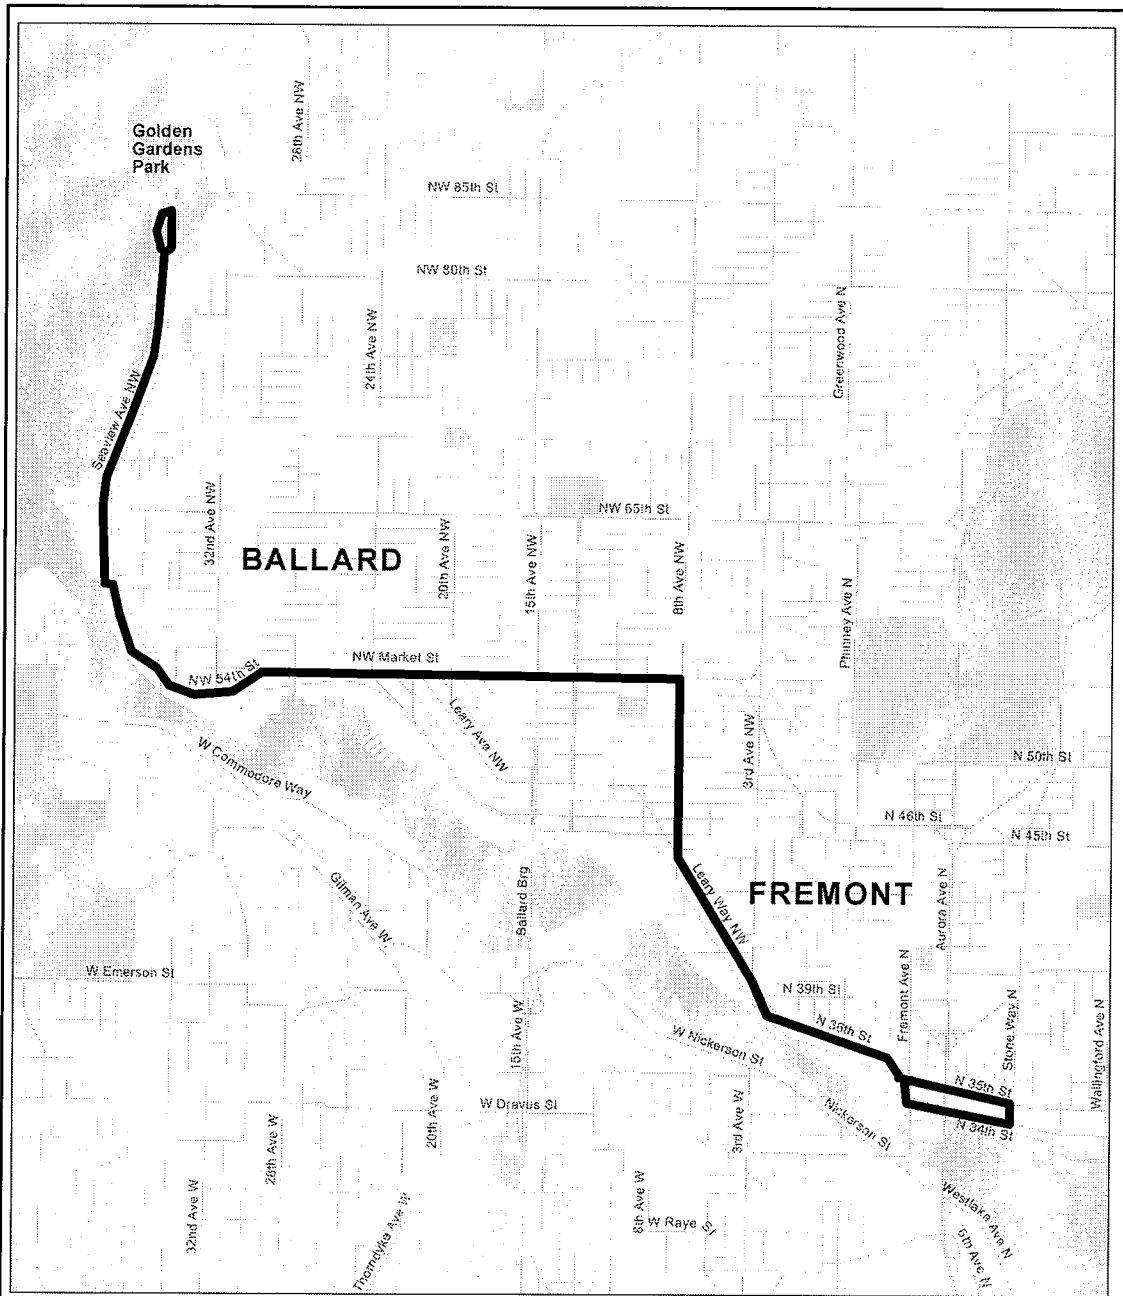 28th Ave NW
Golden
Gardens
Park
NW 85th St
NW 80th St
24th Ave NW
Greenwood Ave N
Seaview Ave NW
32nd Ave NW
BALLARD
20th Ave NW
15th Ave NW
NW 65th St
8th Ave NW
Phinney Ave N
NW 54th St
NW Market St
Leary Ave NW
3rd Ave NW
N 50th St
W Commodore Way
N 46th St
N 45th St
Gilman Ave W
Ballard Brg
Leary Way NW
FREMONT
Aurora Ave N
W Emerson St
N 39th St
Fremont Ave N
N 36th St
Stone Way N
Wallingford Ave N
15th Ave W
W Nickerson St
N 35th St
20th Ave W
W Dravus St
3rd Ave W
Nickerson St
N 34th St
28th Ave W
32nd Ave W
Thorndyke Ave W
8th Ave W
W Raye St
Westlake Ave N
6th Ave N